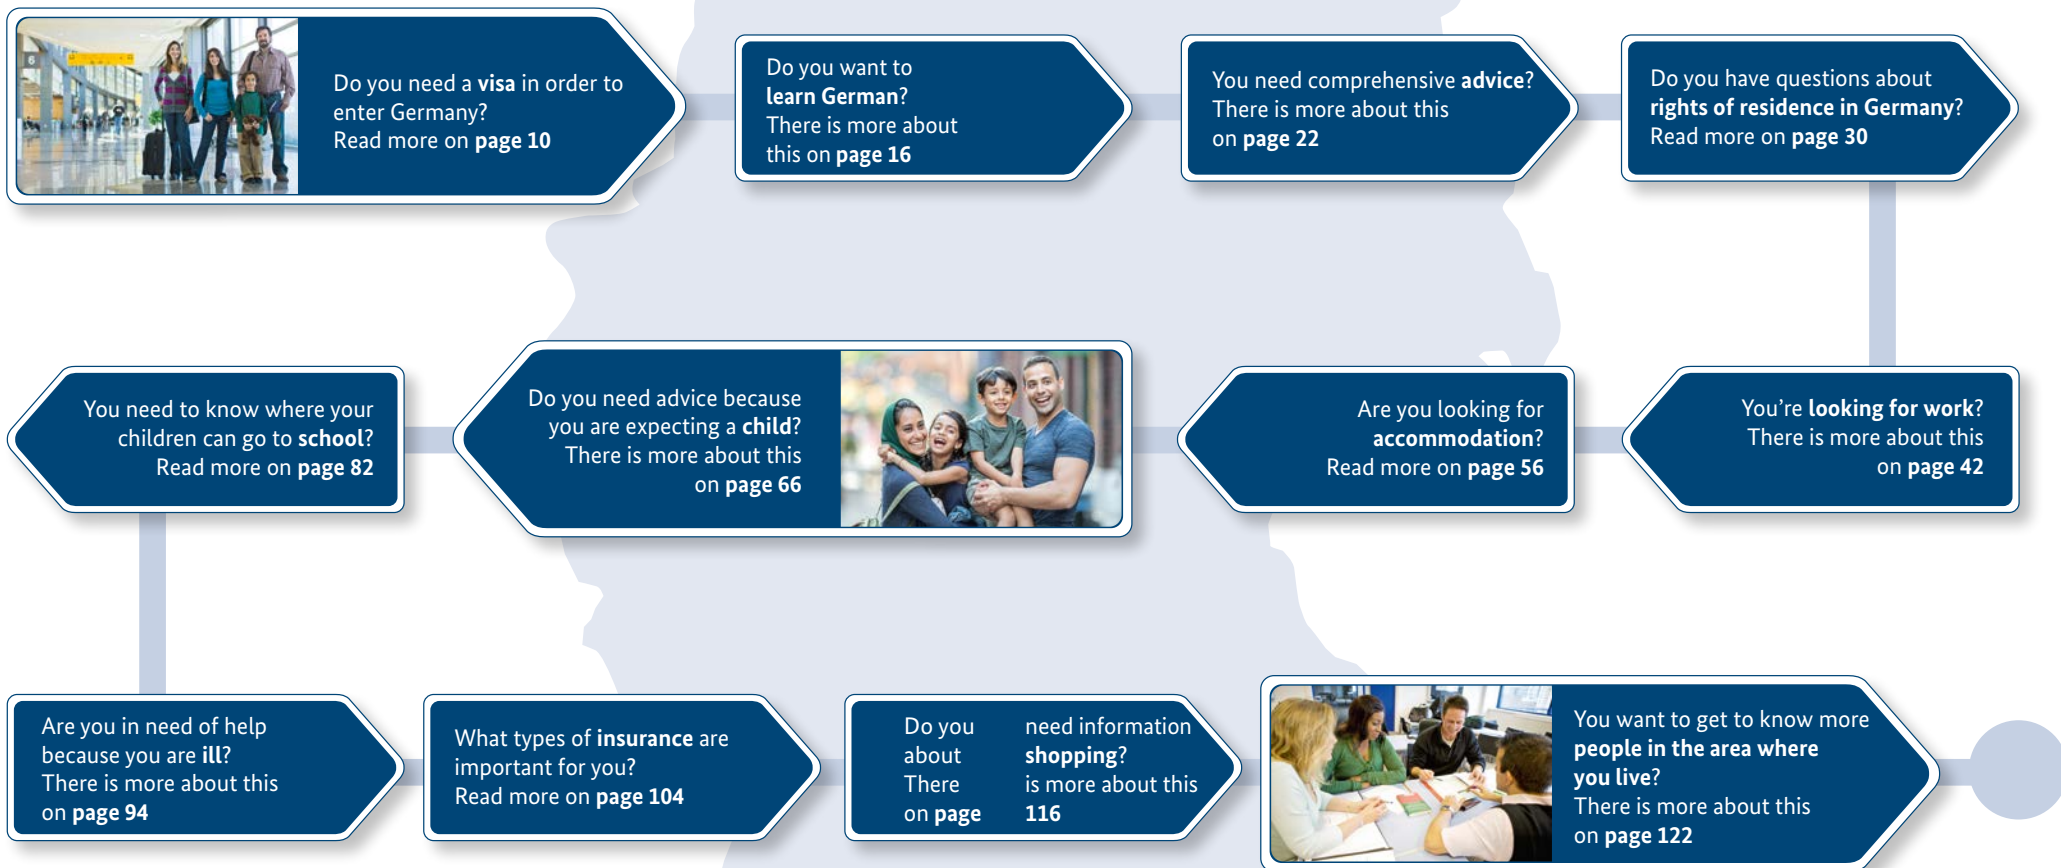 Do you need a visa in order to
enter Germany?
Read more on page 10
Do you want to
learn German?
There is more about
this on page 16
You need comprehensive advice?
There is more about this
on page 22
Do you have questions about
rights of residence in Germany?
Read more on page 30
You're looking for work?
There is more about this
on page 42
Are you looking for
accommodation?
Read more on page 56
Do you need advice because
you are expecting a child?
There is more about this
on page 66
You need to know where your
children can go to school?
Read more on page 82
Are you in need of help
because you are ill?
There is more about this
on page 94
What types of insurance are
important for you?
Read more on page 104
Do you need information
about shopping?
There is more about this
on page 116
You want to get to know more
people in the area where
you live?
There is more about this
on page 122